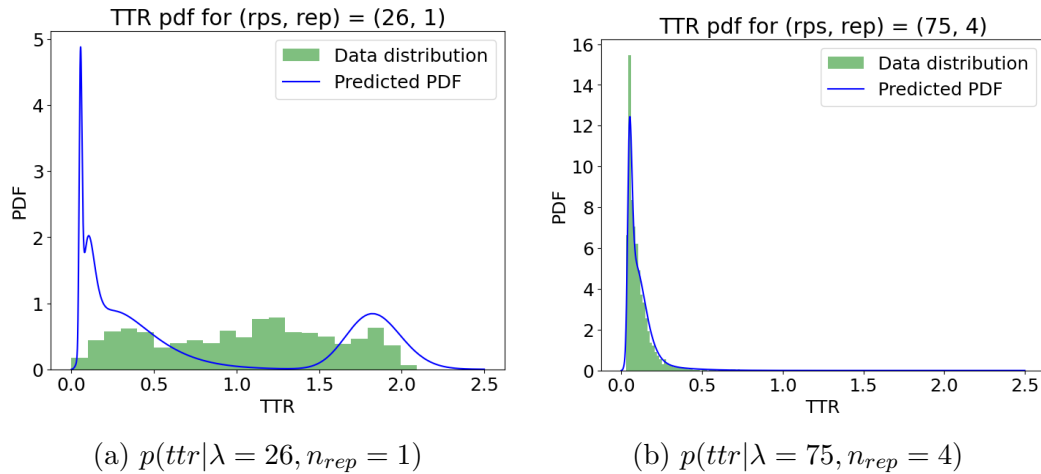 TTR pdf for (rps, rep) = (26, 1)
5
4
3
2
1
0
PDF
Data distribution
Predicted PDF
0.0 0.5 1.0 1.5 2.0 2.5
TTR
(a) p(ttr|λ = 26, n_rep = 1)
TTR pdf for (rps, rep) = (75, 4)
16
14
12
10
8
6
4
2
0
PDF
Data distribution
Predicted PDF
0.0 0.5 1.0 1.5 2.0 2.5
TTR
(b) p(ttr|λ = 75, n_rep = 4)